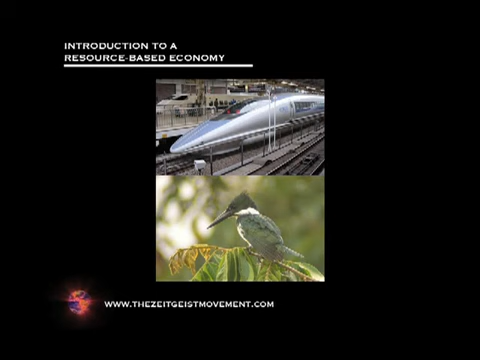 INTRODUCTION TO A
RESOURCE-BASED ECONOMY
WWW.THEZEITGEISTMOVEMENT.COM